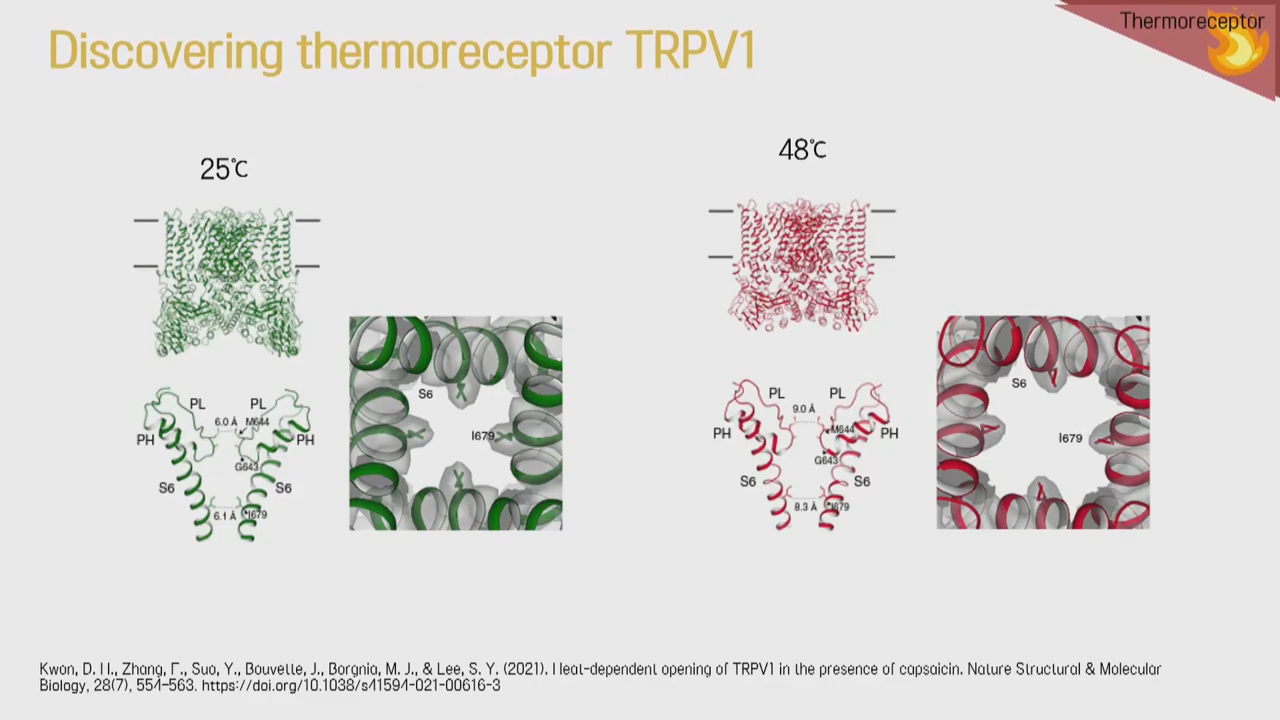 Thermoreceptor
Discovering thermoreceptor TRPV1
25℃
48℃
PL
PL
6.0 Å
M644
PH
PH
G643
S6
S6
6.1 Å
I679
S6
I679
PL
PL
9.0 Å
M644
PH
PH
G643
S6
S6
8.3 Å
I679
S6
I679
Kwon, D. H., Zhang, F., Suo, Y., Bouvette, J., Borgnia, M. J., & Lee, S. Y. (2021). Heat-dependent opening of TRPV1 in the presence of capsaicin. Nature Structural & Molecular
Biology, 28(7), 554-563. https://doi.org/10.1038/s41594-021-00616-3